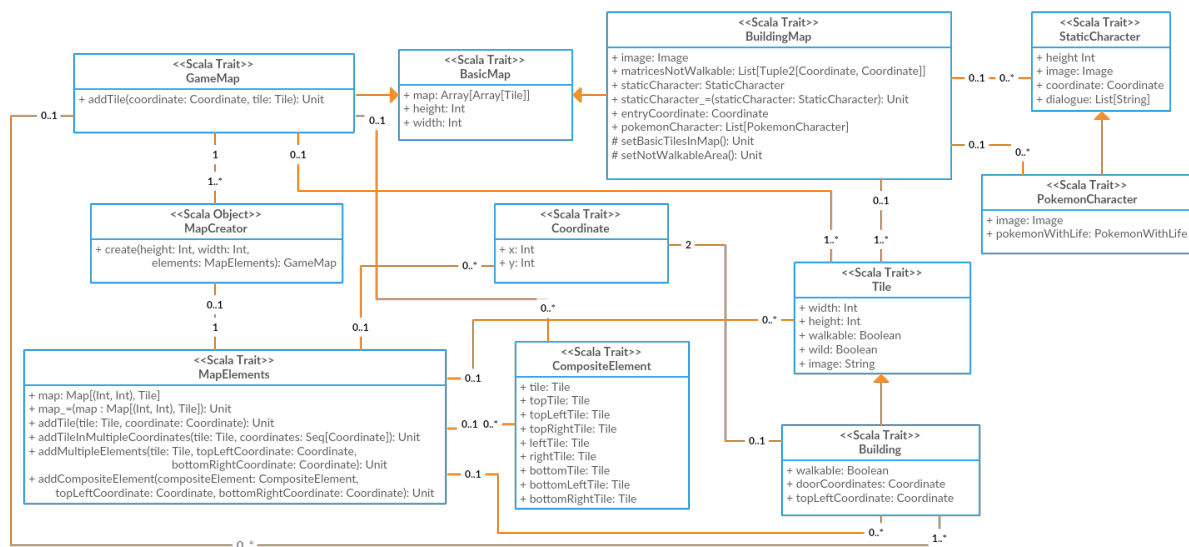 <<Scala Trait>>
GameMap
+ addTile(coordinate: Coordinate, tile: Tile): Unit
<<Scala Trait>>
BasicMap
+ map: Array[Array[Tile]]
+ height: Int
+ width: Int
<<Scala Trait>>
BuildingMap
+ image: Image
+ matricesNotWalkable: List[Tuple2[Coordinate, Coordinate]]
+ staticCharacter: StaticCharacter
+ staticCharacter_=(staticCharacter: StaticCharacter): Unit
+ entryCoordinate: Coordinate
+ pokemonCharacter: List[PokemonCharacter]
# setBasicTilesInMap(): Unit
# setNotWalkableArea(): Unit
<<Scala Trait>>
StaticCharacter
+ height Int
+ image: Image
+ coordinate: Coordinate
+ dialogue: List[String]
0..1
0..*
0..1
0..*
0..1
0..1
1
0..1
1..*
0..1
1..*
1..*
<<Scala Trait>>
PokemonCharacter
+ image: Image
+ pokemonWithLife: PokemonWithLife
<<Scala Object>>
MapCreator
+ create(height: Int, width: Int,
elements: MapElements): GameMap
<<Scala Trait>>
Coordinate
+ x: Int
+ y: Int
2
0..*
0..1
0..1
1
0..*
0..*
<<Scala Trait>>
Tile
+ width: Int
+ height: Int
+ walkable: Boolean
+ wild: Boolean
+ image: String
<<Scala Trait>>
MapElements
+ map: Map[(Int, Int), Tile]
+ map_=(map : Map[(Int, Int), Tile]): Unit
+ addTile(tile: Tile, coordinate: Coordinate): Unit
+ addTileInMultipleCoordinates(tile: Tile, coordinates: Seq[Coordinate]): Unit
+ addMultipleElements(tile: Tile, topLeftCoordinate: Coordinate,
bottomRightCoordinate: Coordinate): Unit
+ addCompositeElement(compositeElement: CompositeElement,
topLeftCoordinate: Coordinate, bottomRightCoordinate: Coordinate): Unit
0..1
0..1
0..*
0..1
<<Scala Trait>>
CompositeElement
+ tile: Tile
+ topTile: Tile
+ topLeftTile: Tile
+ topRightTile: Tile
+ leftTile: Tile
+ rightTile: Tile
+ bottomTile: Tile
+ bottomLeftTile: Tile
+ bottomRightTile: Tile
0..1
<<Scala Trait>>
Building
+ walkable: Boolean
+ doorCoordinates: Coordinate
+ topLeftCoordinate: Coordinate
0..*
1..*
0..*